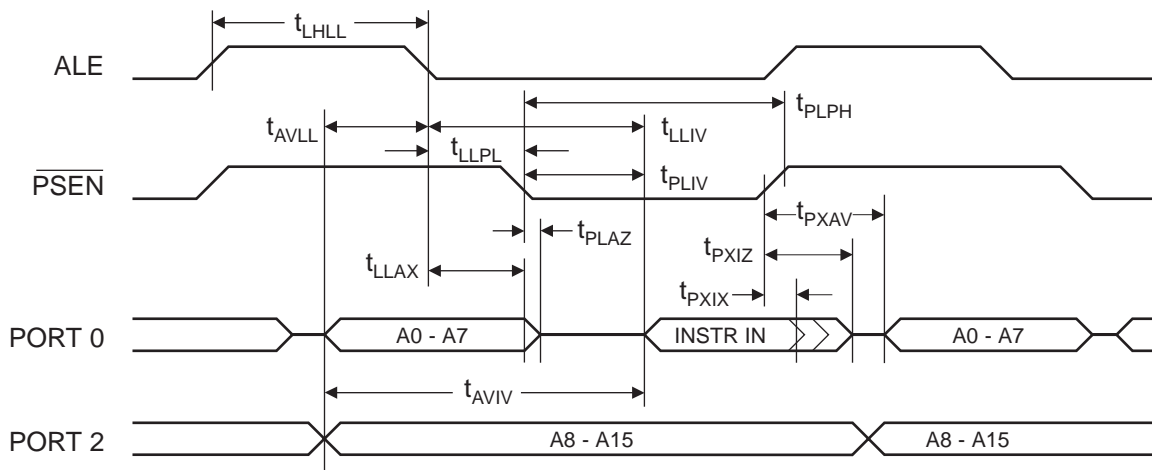 tLHLL
ALE
tPLPH
tAVLL
tLLIV
tLLPL
PSEN
tPLIV
tPXAV
tPLAZ
tPXIZ
tLLAX
tPXIX
PORT 0
A0 - A7
INSTR IN
A0 - A7
tAVIV
PORT 2
A8 - A15
A8 - A15